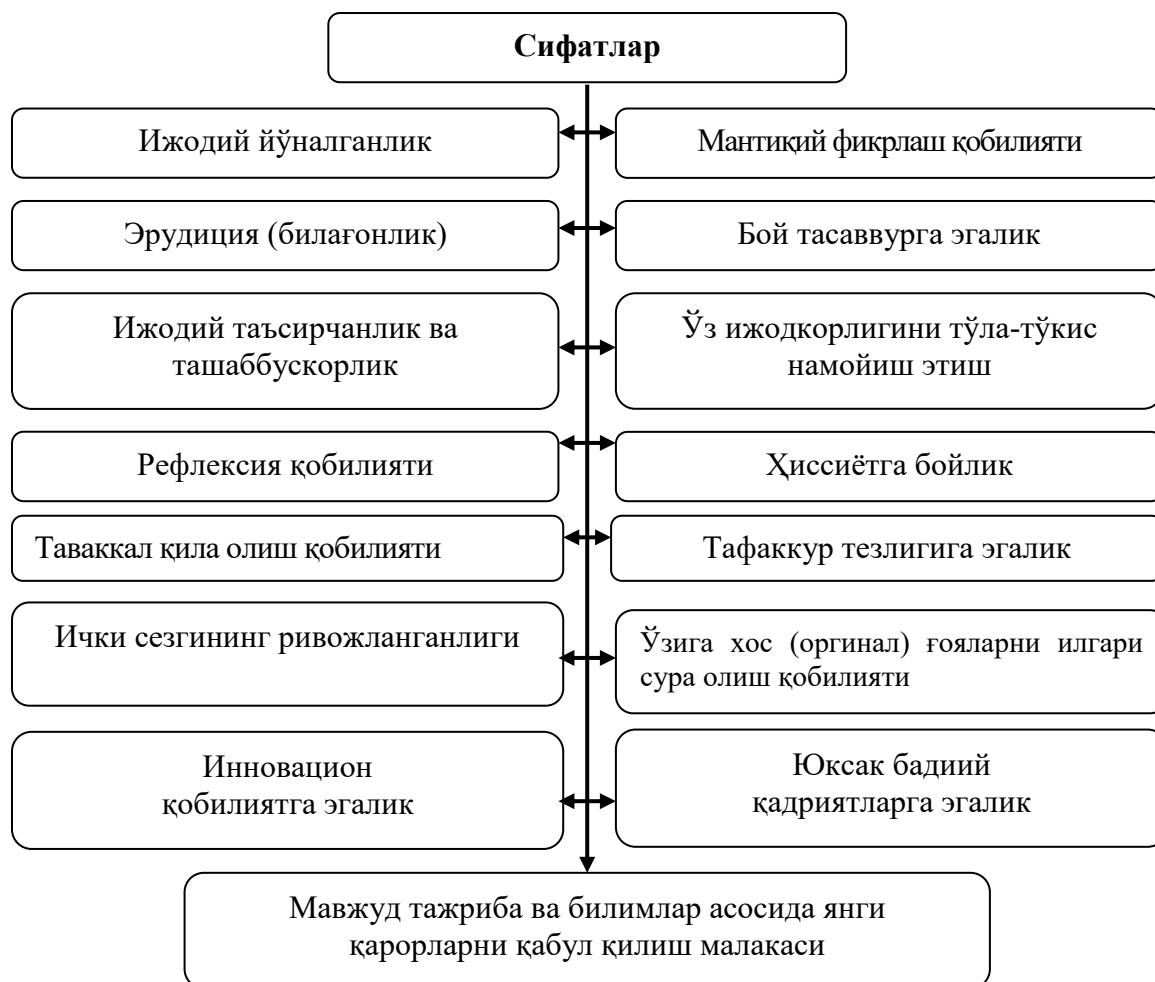 Сифатлар
Ижодий йўналганлик
Мантиқий фикрлаш қобилияти
Эрудиция (билағонлик)
Бой тасаввурга эгалик
Ижодий таъсирчанлик ва
ташаббускорлик
Ўз ижодкорлигини тўла-тўкис
намойиш этиш
Рефлексия қобилияти
Ҳиссиётга бойлик
Таваккал қила олиш қобилияти
Тафаккур тезлигига эгалик
Ички сезгининг ривожланганлиги
Ўзига хос (оргинал) ғояларни илгари
сура олиш қобилияти
Инновацион
қобилиятга эгалик
Юксак бадиий
қадриятларга эгалик
Мавжуд тажриба ва билимлар асосида янги
қарорларни қабул қилиш малакаси